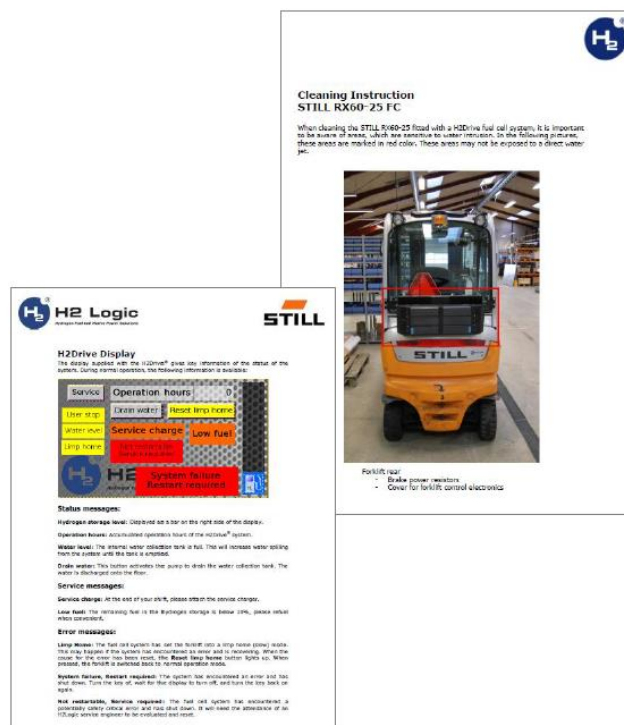 H2
Cleaning Instruction
STILL RX60-25 FC
When cleaning the STILL RX60-25 fitted with a H2Drive fuel cell system, it is important
to be aware of areas, which are sensitive to water intrusion. In the following pictures,
these areas are marked in red color. These areas may not be exposed to a direct water
jet.
STILL
Forklift rear
- Brake power resistors
- Cover for forklift control electronics
H2 H2 Logic
STILL
H2Drive Display
The display supplied with the H2Drive® gives key information of the status of the
system. During normal operation, the following information is available:
Service Operation hours 0
User stop Drain water Reset limp home
Water level Service charge Low fuel
Limp home
System failure
Restart required
Status messages:
Hydrogen storage level: Displayed as a bar on the right side of the display.
Operation hours: Accumulated operation hours of the H2Drive® system.
Water level: The internal water collection tank is full. This will increase water spilling
from the system until the tank is emptied.
Drain water: This button activates the pump to drain the water collection tank. The
water is discharged onto the floor.
Service messages:
Service charge: At the end of your shift, please attach the service charger.
Low fuel: The remaining fuel in the hydrogen storage is below 10%, please refuel
when convenient.
Error messages:
Limp Home: The fuel cell system has set the forklift into a limp home (slow) mode.
This may happen if the system has encountered an error and is recovering. When the
cause for the error has been reset, the Reset limp home button lights up. When
pressed, the forklift is switched back to normal operation mode.
System failure, Restart required: The system has encountered an error and has
shut down. Turn the key of, wait for the display to turn off, and turn the key back on
again.
Not restartable, Service required: The fuel cell system has encountered a
potentially safety critical error and has shut down. It will need the attendance of an
H2Logic service engineer to be evaluated and reset.